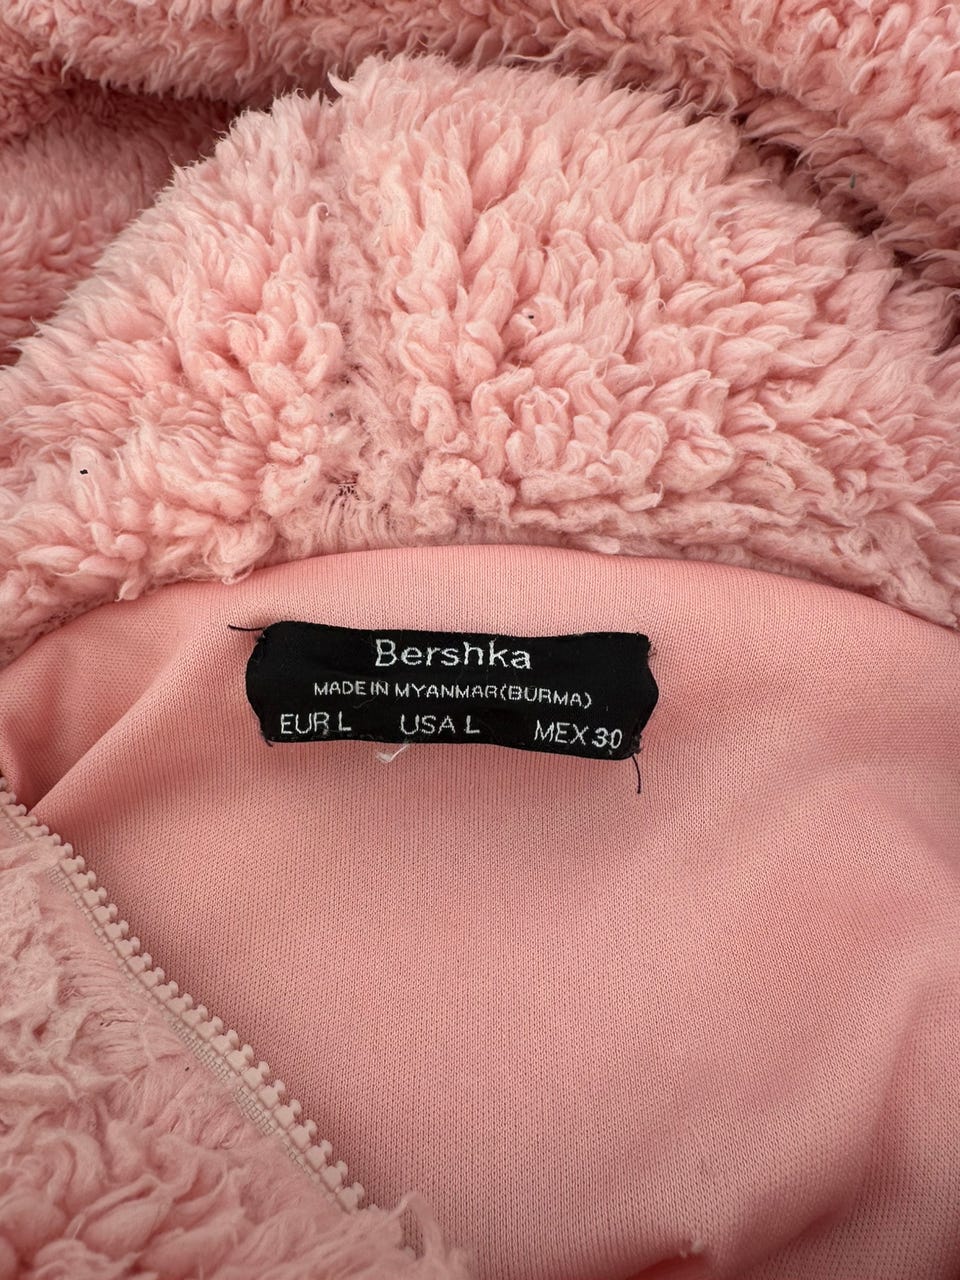 Bershka
MADE IN MYANMAR(BURMA)
EUR L USA L MEX 30